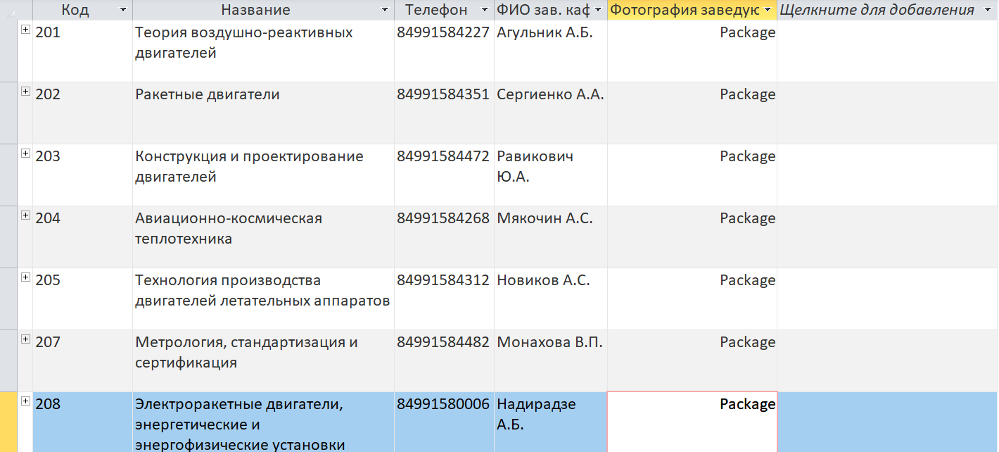 Код Название Телефон ФИО зав. каф Фотография заведую Щелкните для добавления
201 Теория воздушно-реактивных 84991584227 Агульник А.Б. Package
двигателей
202 Ракетные двигатели 84991584351 Сергиенко А.А. Package
203 Конструкция и проектирование 84991584472 Равикович Package
двигателей Ю.А.
204 Авиационно-космическая 84991584268 Мякочин А.С. Package
теплотехника
205 Технология производства 84991584312 Новиков А.С. Package
двигателей летательных аппаратов
207 Метрология, стандартизация и 84991584482 Монахова В.П. Package
сертификация
208 Электроракетные двигатели, 84991580006 Надирадзе Package
энергетические и А.Б.
энергофизические установки